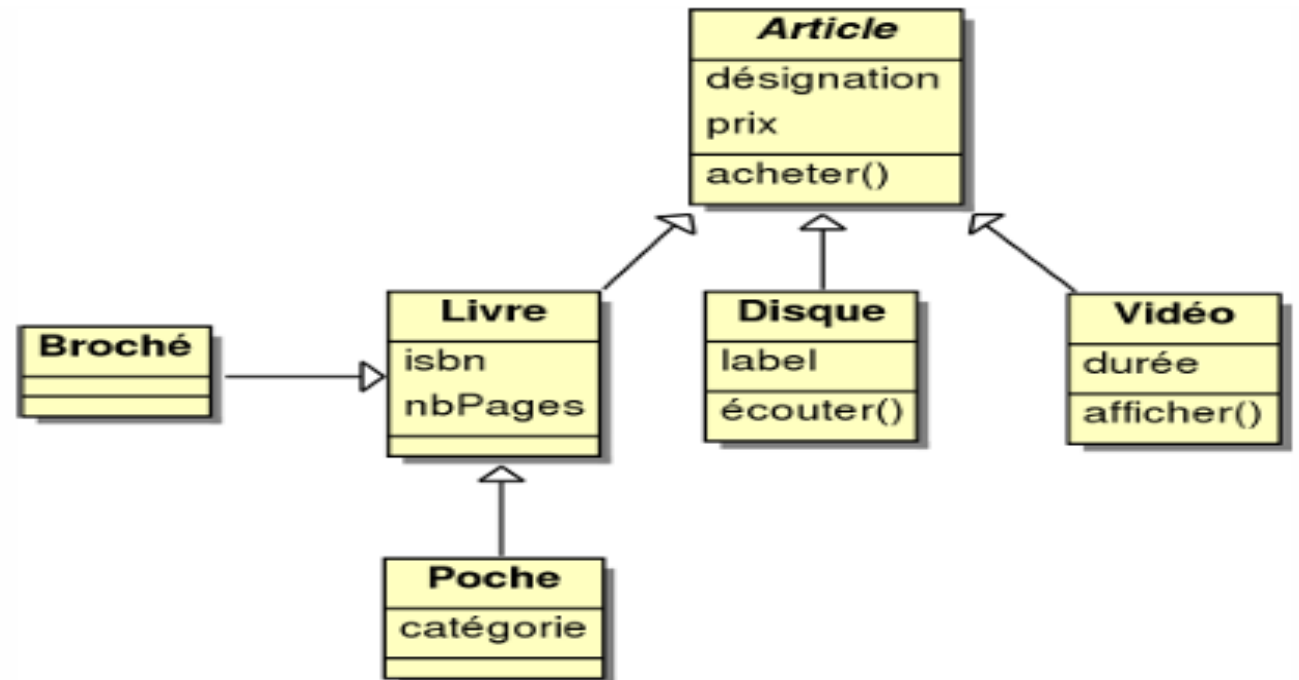 Article
désignation
prix
acheter()
Broché
Livre
isbn
nbPages
Disque
label
écouter()
Vidéo
durée
afficher()
Poche
catégorie